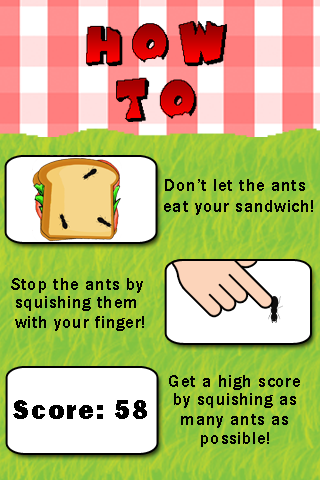 HOW
TO
Don't let the ants
eat your sandwich!
Stop the ants by
squishing them
with your finger!
Score: 58
Get a high score
by squishing as
many ants as
possible!